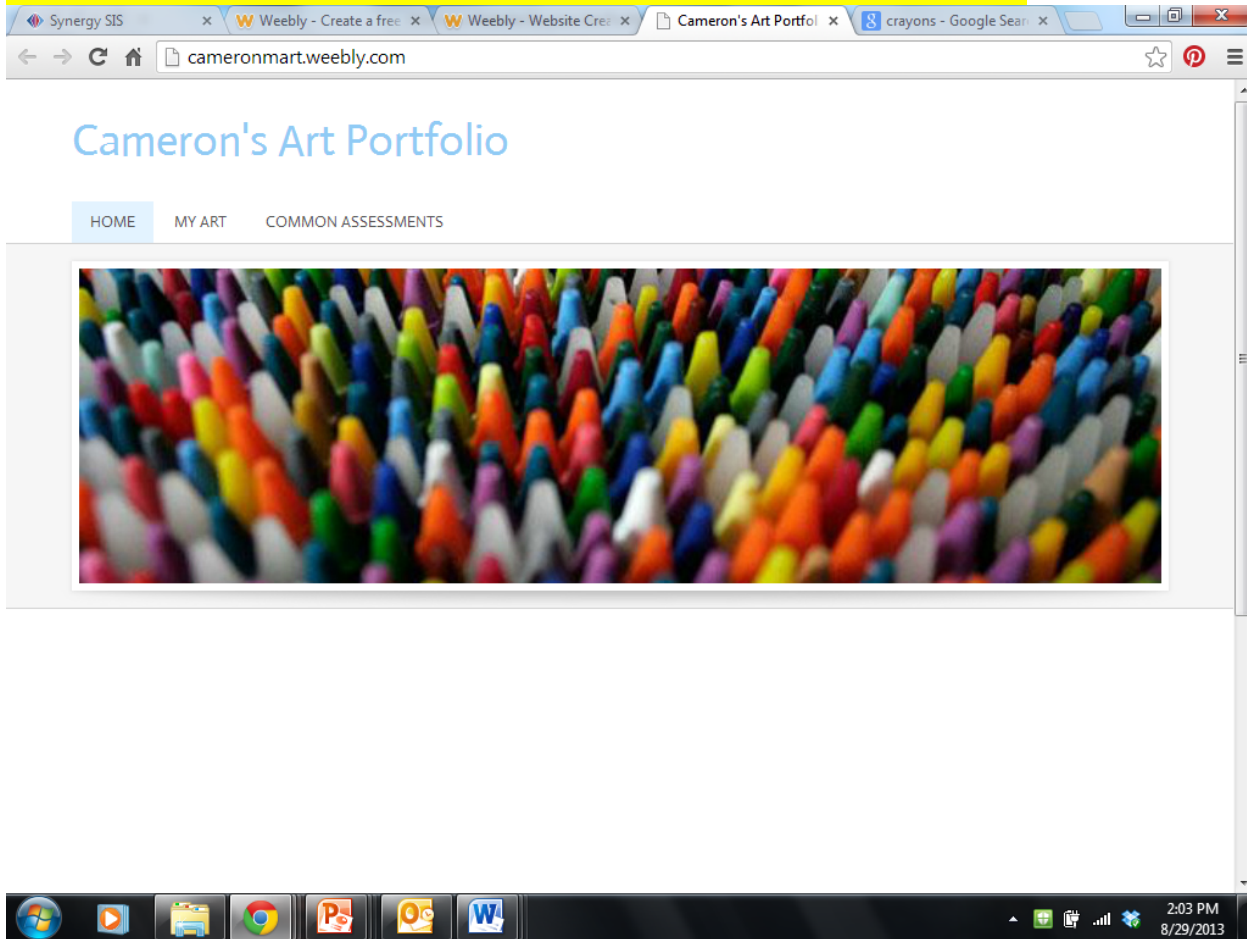 Synergy SIS
Weebly - Create a free
Weebly - Website Crea
Cameron's Art Portfol
crayons - Google Sear
cameronmart.weebly.com
Cameron's Art Portfolio
HOME
MY ART
COMMON ASSESSMENTS
2:03 PM
8/29/2013